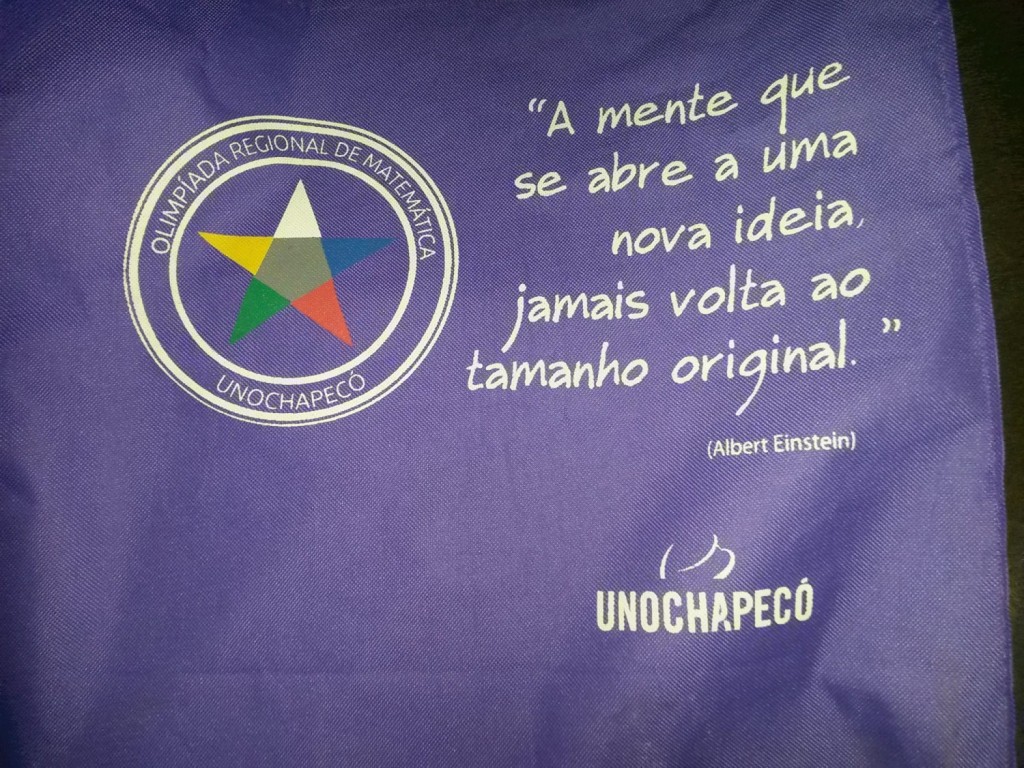 OLIMPÍADA REGIONAL DE MATEMÁTICA
UNOCHAPECÓ
“A mente que
se abre a uma
nova ideia,
jamais volta ao
tamanho original.”
(Albert Einstein)
UNOCHAPECÓ